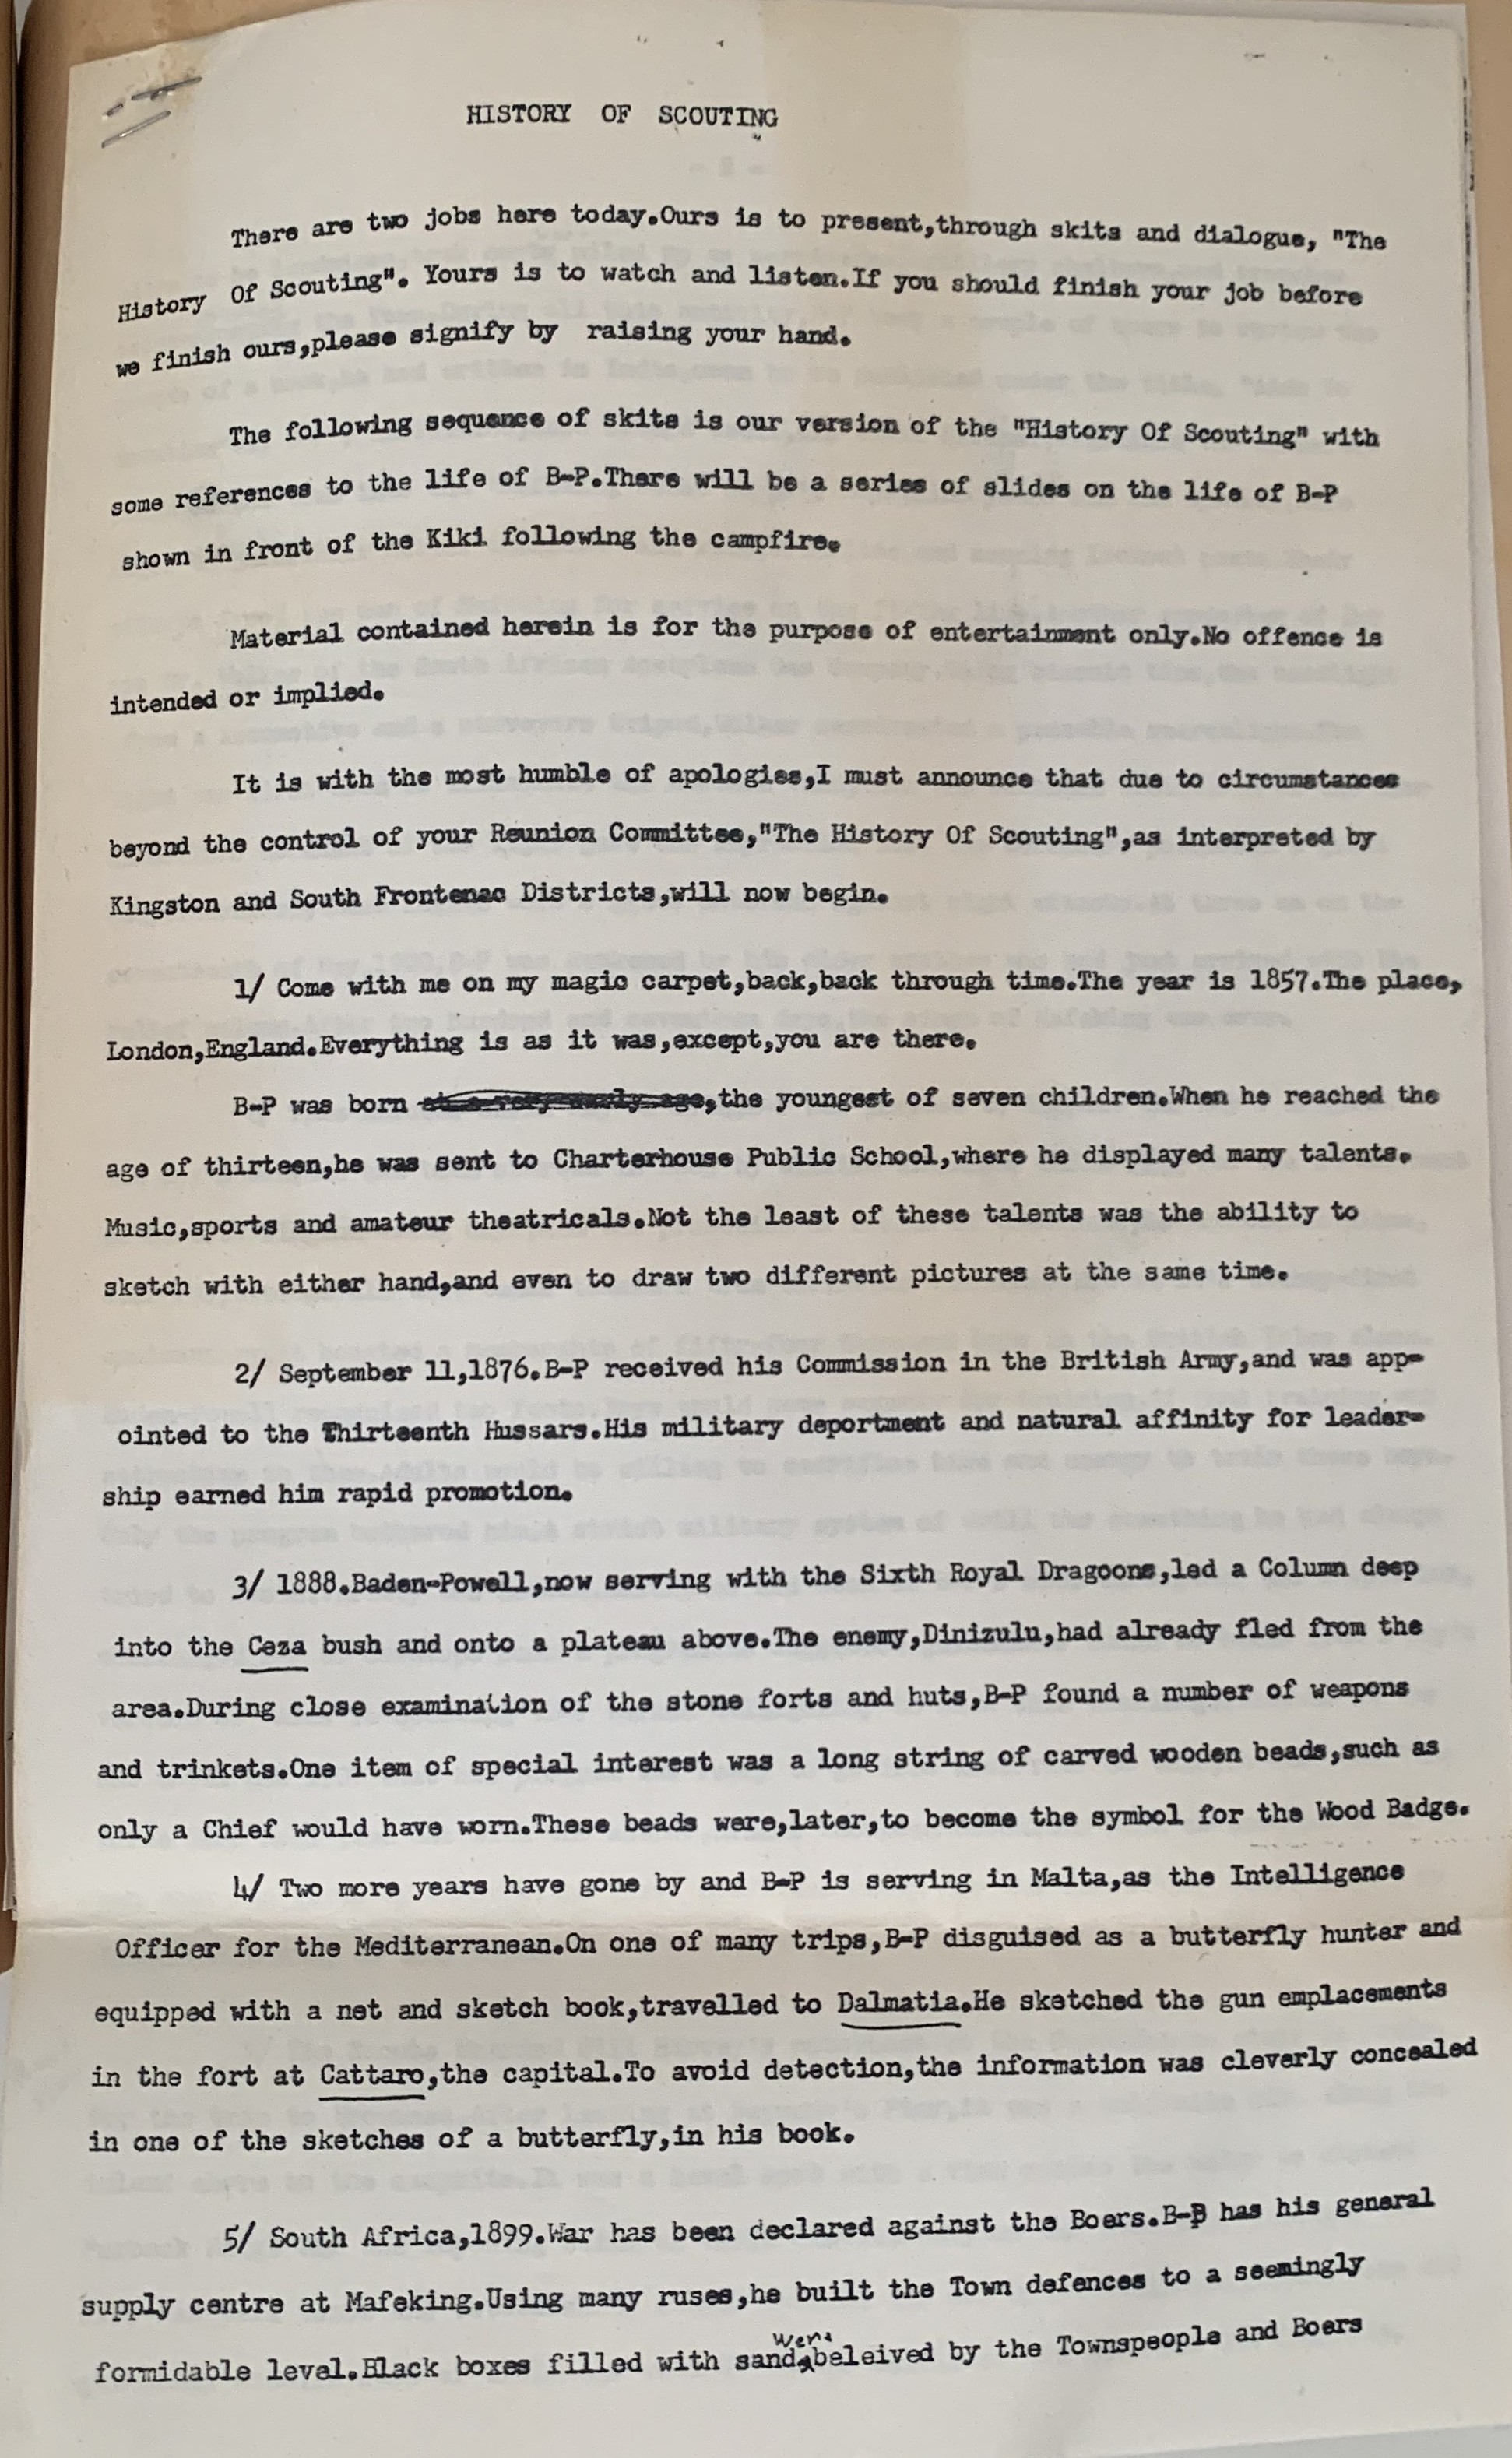 HISTORY OF SCOUTING
There are two jobs here today.Ours is to present,through skits and dialogue, "The
History Of Scouting". Yours is to watch and listen.If you should finish your job before
we finish ours,please signify by raising your hand.
The following sequence of skits is our version of the "History Of Scouting" with
some references to the life of B-P.There will be a series of slides on the life of B-P
shown in front of the Kiki following the campfire.
Material contained herein is for the purpose of entertainment only.No offence is
intended or implied.
It is with the most humble of apologies,I must announce that due to circumstances
beyond the control of your Reunion Committee,"The History Of Scouting",as interpreted by
Kingston and South Frontenac Districts,will now begin.
1/ Come with me on my magic carpet,back,back through time.The year is 1857.The place,
London,England.Everything is as it was,except,you are there.
B-P was born at a very early age,the youngest of seven children.When he reached the
age of thirteen,he was sent to Charterhouse Public School,where he displayed many talents.
Music,sports and amateur theatricals.Not the least of these talents was the ability to
sketch with either hand,and even to draw two different pictures at the same time.
2/ September 11,1876.B-P received his Commission in the British Army,and was app-
ointed to the Thirteenth Hussars.His military deportment and natural affinity for leader-
ship earned him rapid promotion.
3/ 1888.Baden-Powell,now serving with the Sixth Royal Dragoons,led a Column deep
into the Ceza bush and onto a plateau above.The enemy,Dinizulu,had already fled from the
area.During close examination of the stone forts and huts,B-P found a number of weapons
and trinkets.One item of special interest was a long string of carved wooden beads,such as
only a Chief would have worn.These beads were,later,to become the symbol for the Wood Badge.
4/ Two more years have gone by and B-P is serving in Malta,as the Intelligence
Officer for the Mediterranean.On one of many trips,B-P disguised as a butterfly hunter and
equipped with a net and sketch book,travelled to Dalmatia.He sketched the gun emplacements
in the fort at Cattaro,the capital.To avoid detection,the information was cleverly concealed
in one of the sketches of a butterfly,in his book.
5/ South Africa,1899.War has been declared against the Boers.B-P has his general
supply centre at Mafeking.Using many ruses,he built the Town defences to a seemingly
formidable level.Black boxes filled with sand were beleived by the Townspeople and Boers